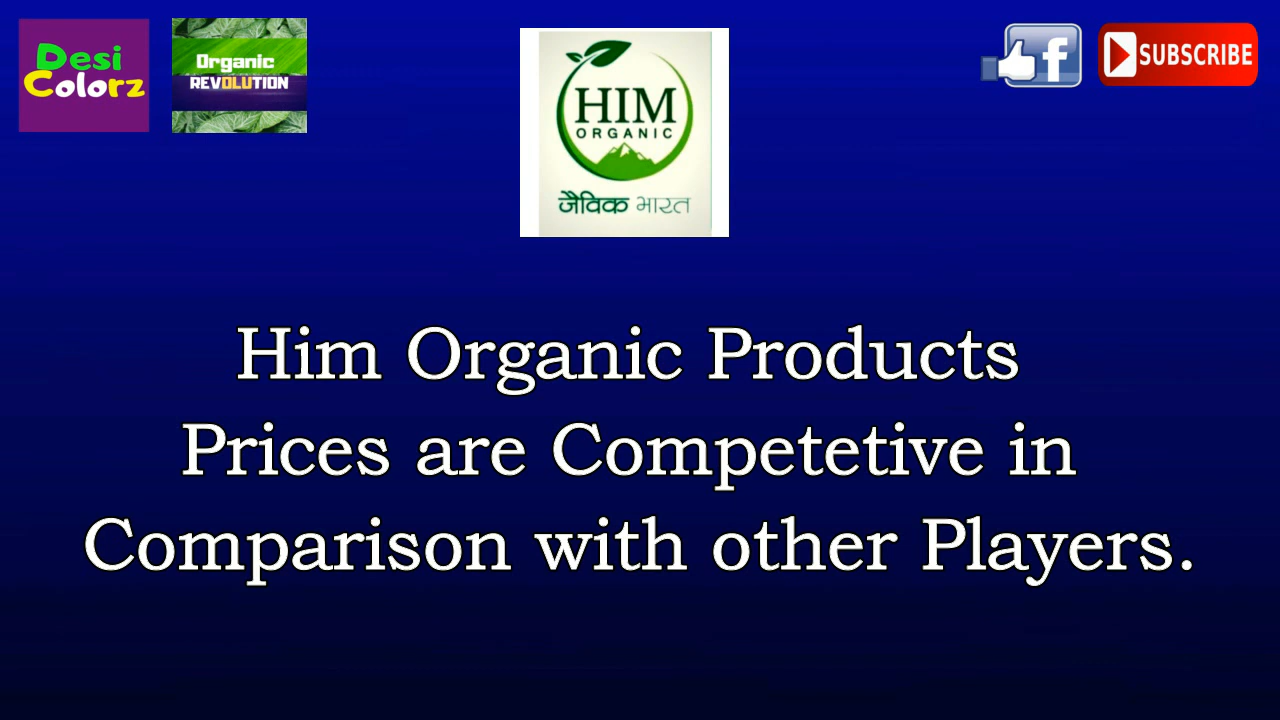 Desi
Colorz
Organic
REVOLUTION
HIM
ORGANIC
जैविक भारत
f
SUBSCRIBE
Him Organic Products
Prices are Competetive in
Comparison with other Players.